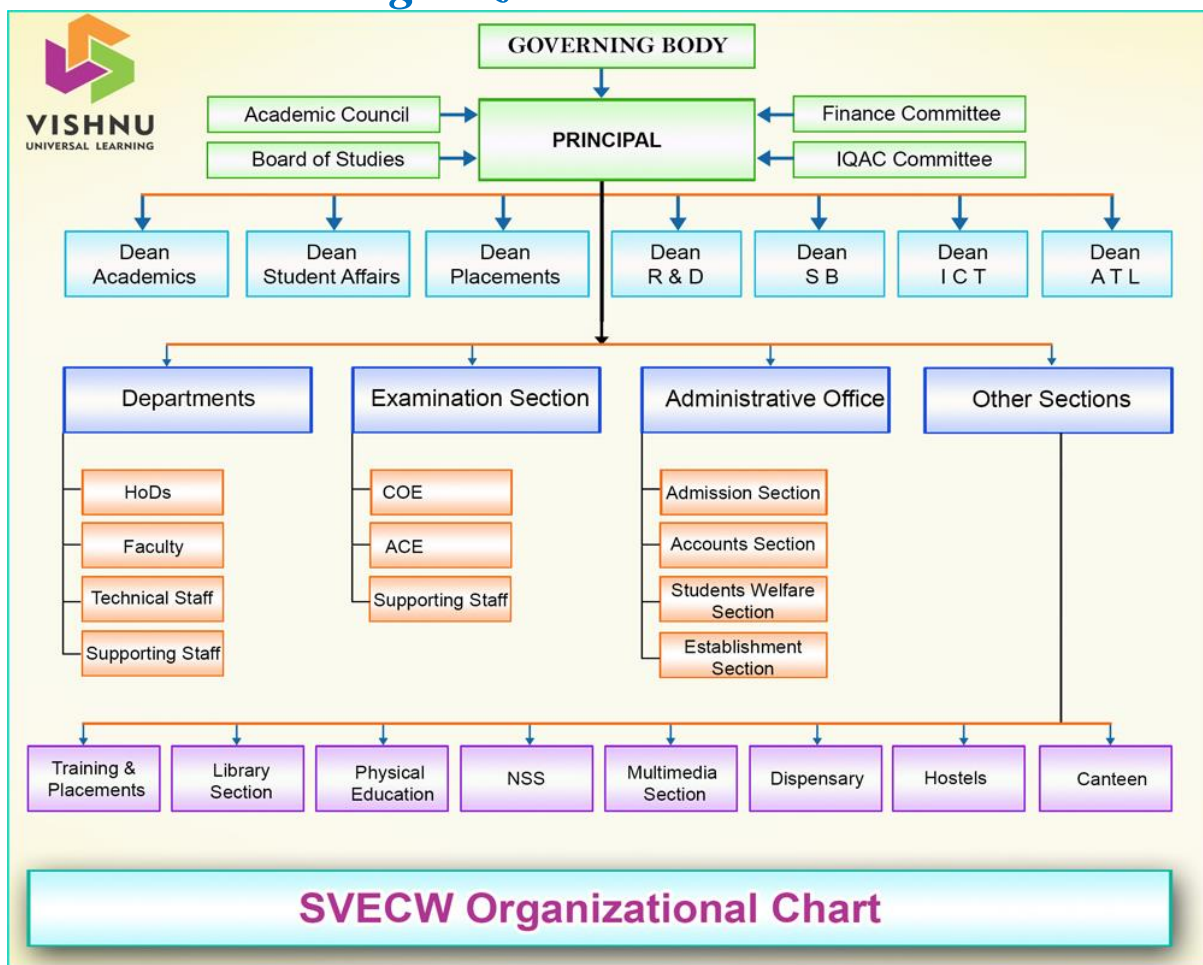 GOVERNING BODY
VISHNU
UNIVERSAL LEARNING
Academic Council
Finance Committee
PRINCIPAL
Board of Studies
IQAC Committee
Dean
Academics
Dean
Student Affairs
Dean
Placements
Dean
R & D
Dean
S B
Dean
I C T
Dean
A T L
Departments
Examination Section
Administrative Office
Other Sections
HoDs
Faculty
Technical Staff
Supporting Staff
COE
ACE
Supporting Staff
Admission Section
Accounts Section
Students Welfare
Section
Establishment
Section
Training &
Placements
Library
Section
Physical
Education
NSS
Multimedia
Section
Dispensary
Hostels
Canteen
SVECW Organizational Chart